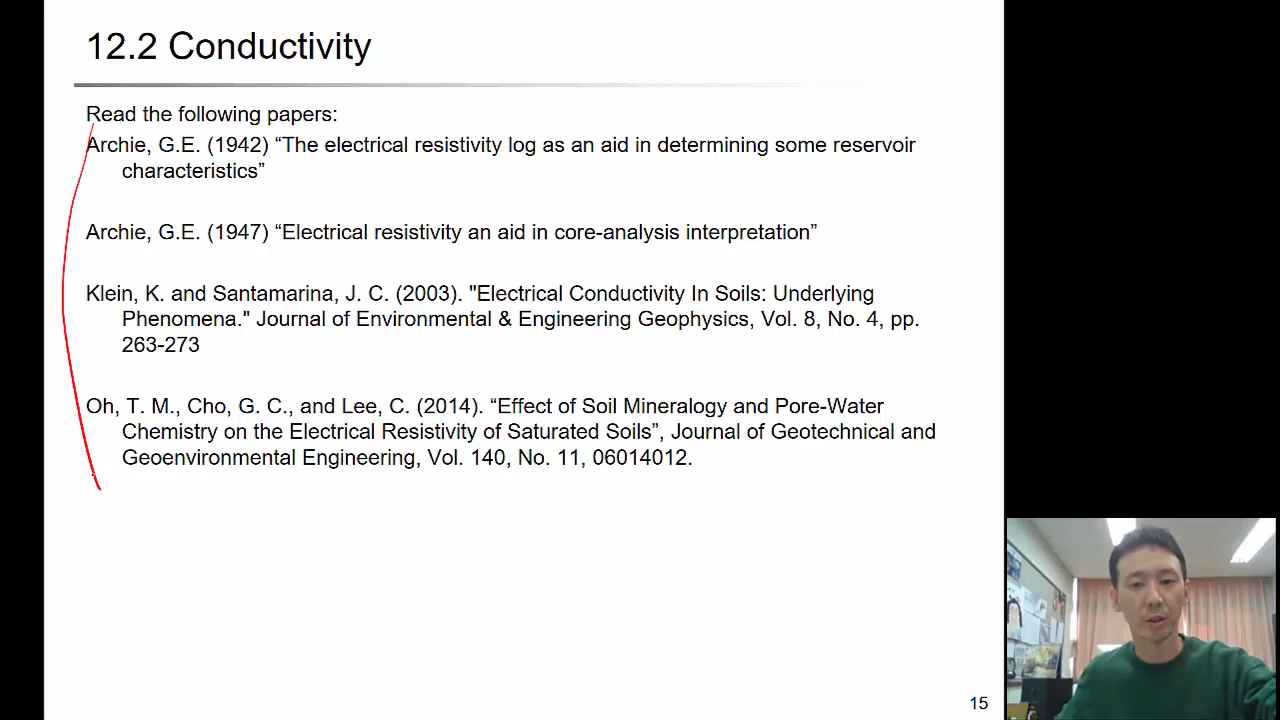 12.2 Conductivity
Read the following papers:
Archie, G.E. (1942) “The electrical resistivity log as an aid in determining some reservoir
characteristics”
Archie, G.E. (1947) “Electrical resistivity an aid in core-analysis interpretation”
Klein, K. and Santamarina, J. C. (2003). "Electrical Conductivity In Soils: Underlying
Phenomena." Journal of Environmental & Engineering Geophysics, Vol. 8, No. 4, pp.
263-273
Oh, T. M., Cho, G. C., and Lee, C. (2014). “Effect of Soil Mineralogy and Pore-Water
Chemistry on the Electrical Resistivity of Saturated Soils”, Journal of Geotechnical and
Geoenvironmental Engineering, Vol. 140, No. 11, 06014012.
15